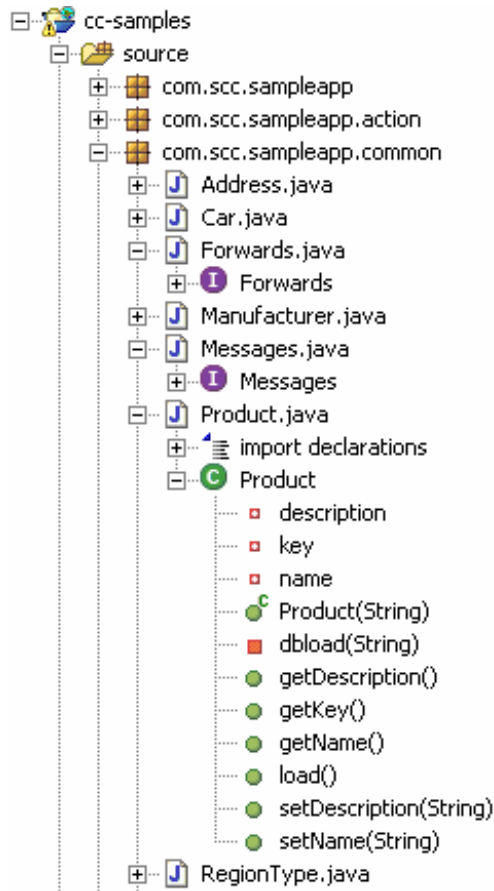 cc-samples
source
com.scc.sampleapp
com.scc.sampleapp.action
com.scc.sampleapp.common
Address.java
Car.java
Forwards.java
Forwards
Manufacturer.java
Messages.java
Messages
Product.java
import declarations
Product
description
key
name
Product(String)
dbload(String)
getDescription()
getKey()
getName()
load()
setDescription(String)
setName(String)
RegionType.java